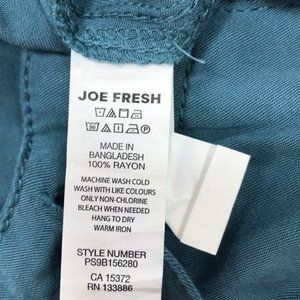 JOE FRESH
MADE IN
BANGLADESH
100% RAYON
MACHINE WASH COLD
WASH WITH LIKE COLOURS
ONLY NON-CHLORINE
BLEACH WHEN NEEDED
HANG TO DRY
WARM IRON
STYLE NUMBER
PS9B156280
CA 15372
RN 133886